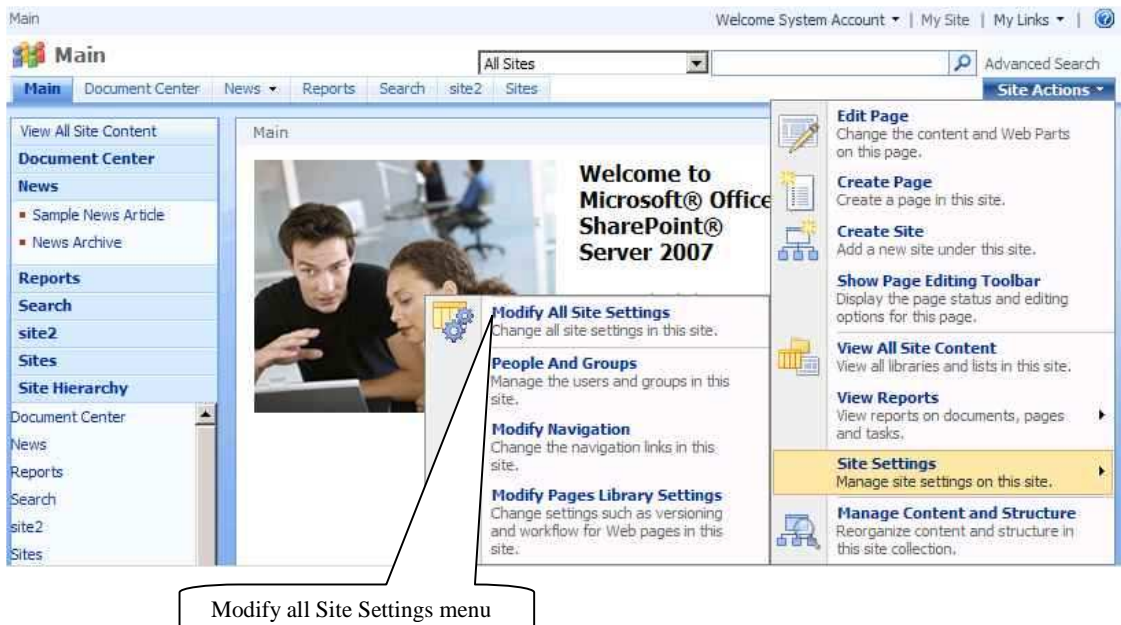 Main
Welcome System Account | My Site | My Links |
Main
All Sites
Advanced Search
Main Document Center News Reports Search site2 Sites
Site Actions
View All Site Content
Document Center
News
Sample News Article
News Archive
Reports
Search
site2
Sites
Site Hierarchy
Document Center
News
Reports
Search
site2
Sites
Main
Welcome to
Microsoft® Office
SharePoint®
Server 2007
Modify All Site Settings
Change all site settings in this site.
People And Groups
Manage the users and groups in this
site.
Modify Navigation
Change the navigation links in this
site.
Modify Pages Library Settings
Change settings such as versioning
and workflow for Web pages in this
site.
Edit Page
Change the content and Web Parts
on this page.
Create Page
Create a page in this site.
Create Site
Add a new site under this site.
Show Page Editing Toolbar
Display the page status and editing
options for this page.
View All Site Content
View all libraries and lists in this site.
View Reports
View reports on documents, pages
and tasks.
Site Settings
Manage site settings on this site.
Manage Content and Structure
Reorganize content and structure in
this site collection.
Modify all Site Settings menu